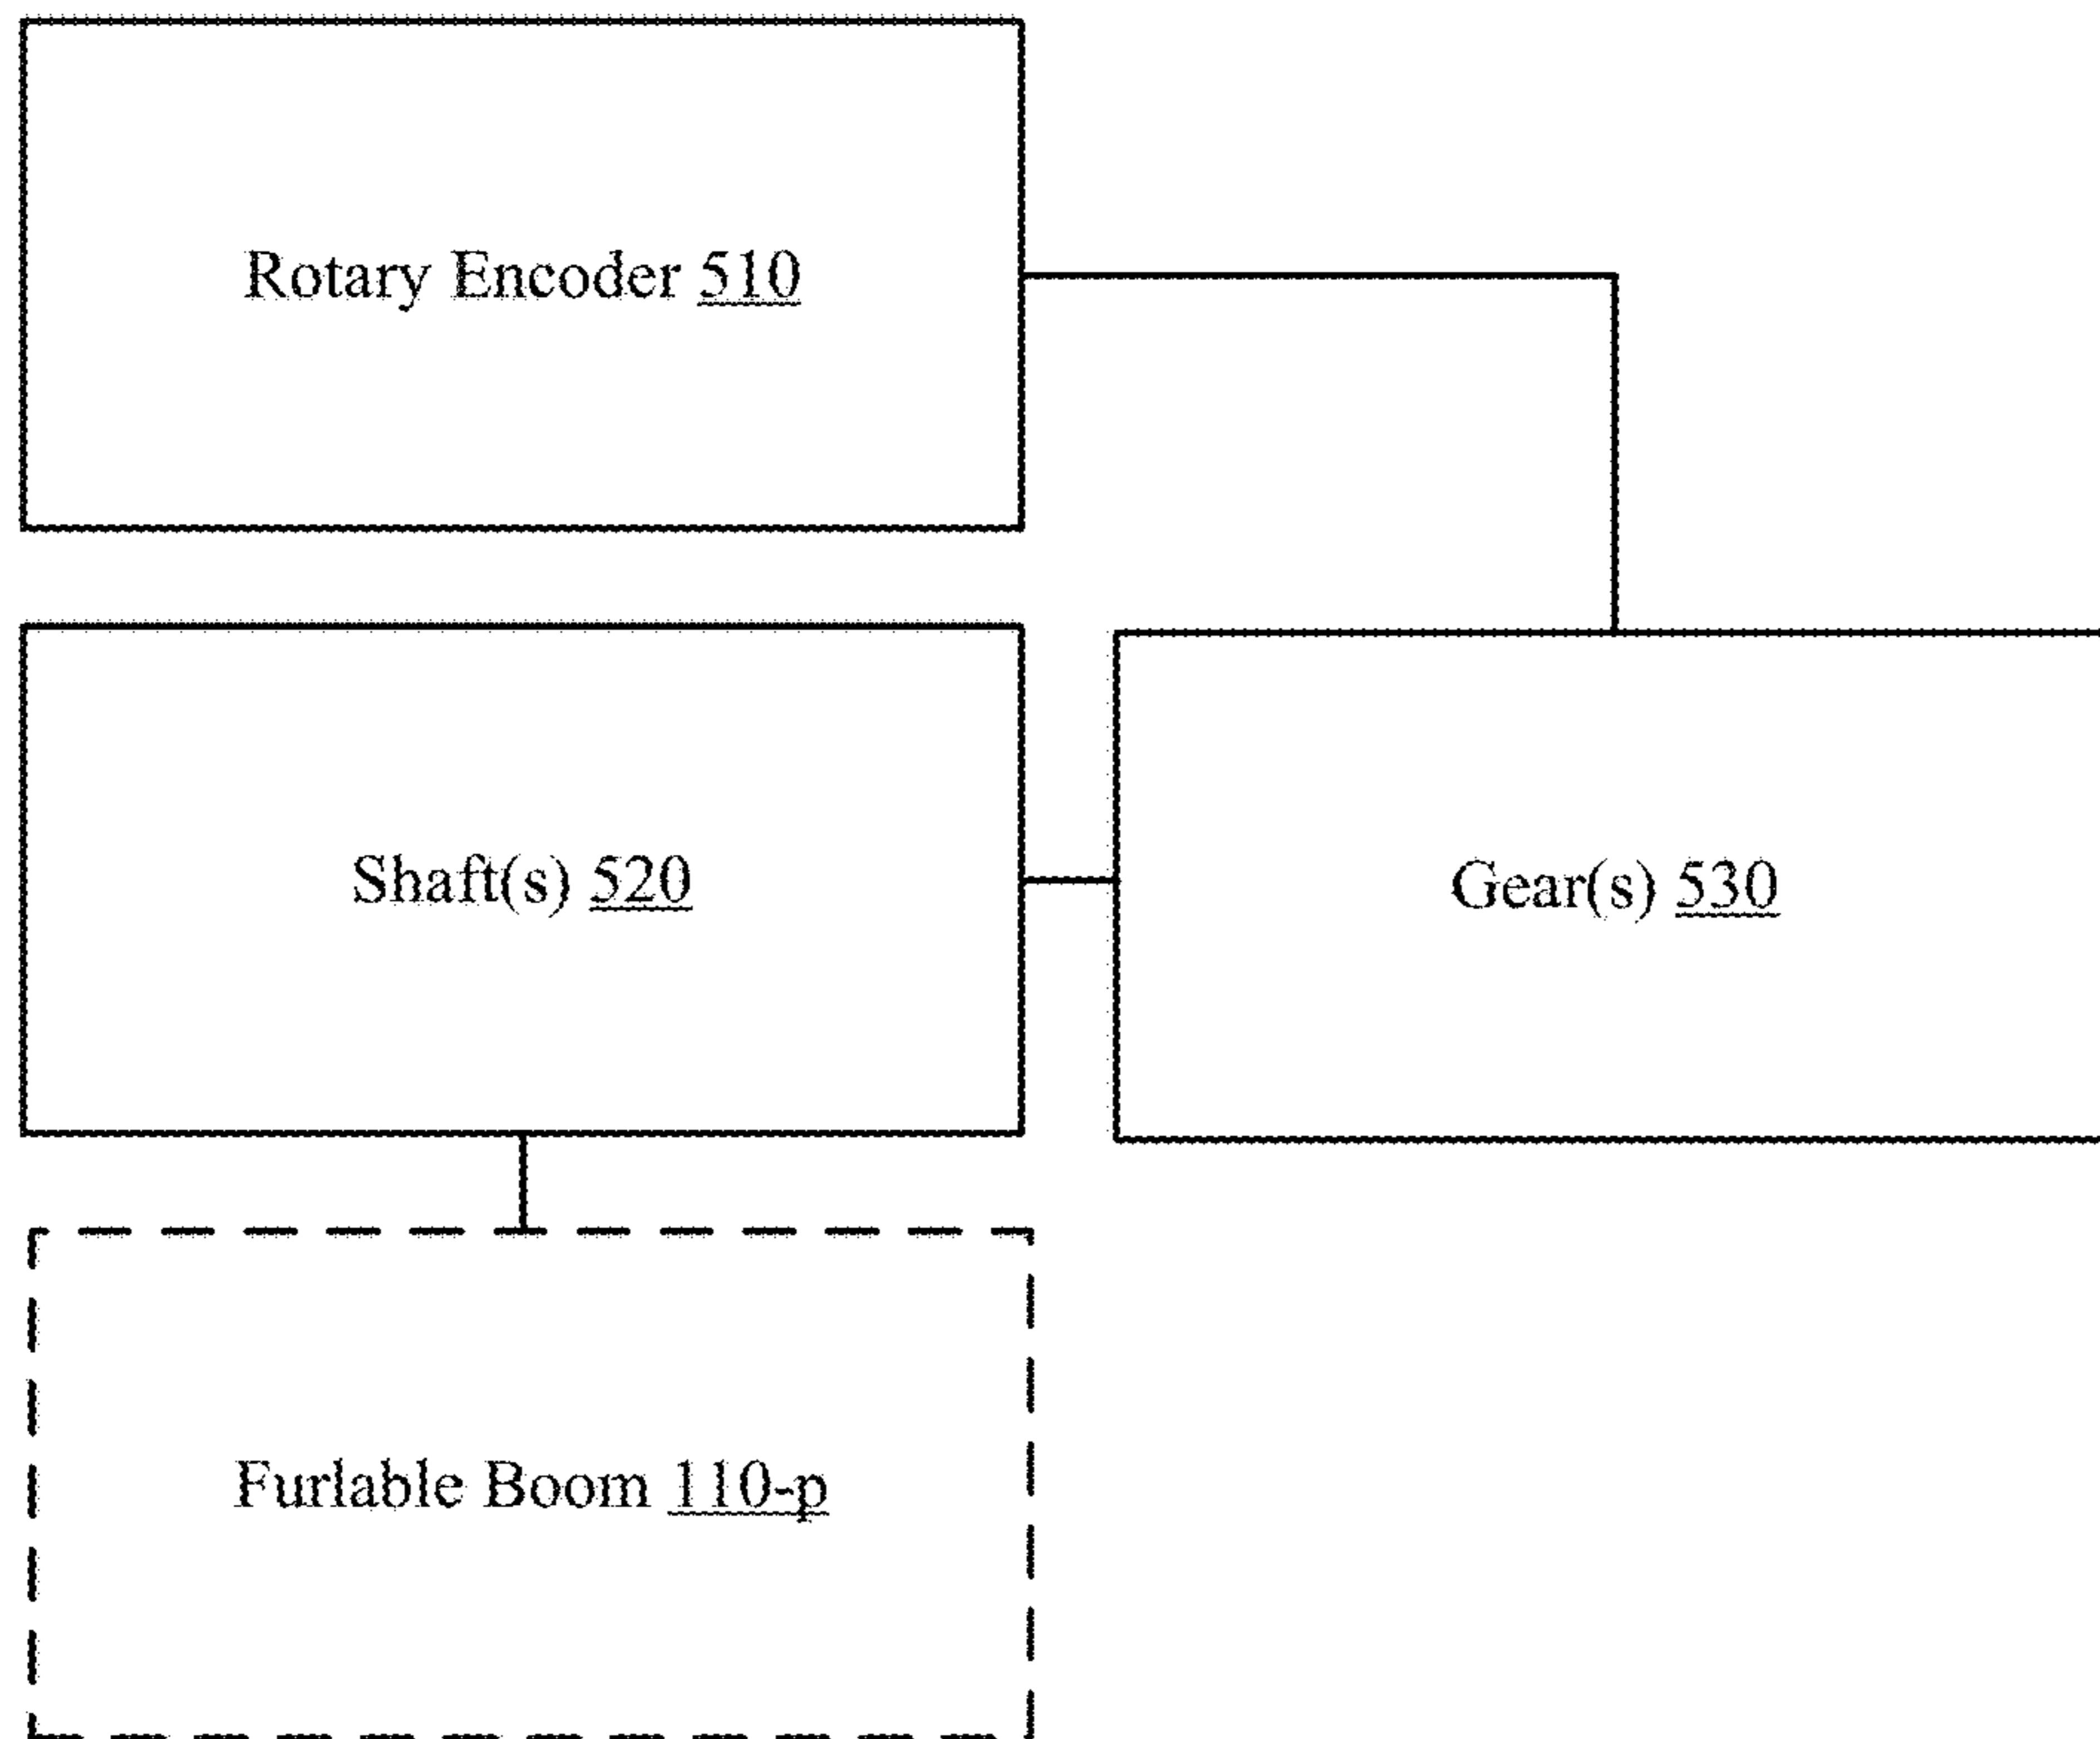 Rotary Encoder 510
Shaft(s) 520
Gear(s) 530
Furlable Boom 110-p